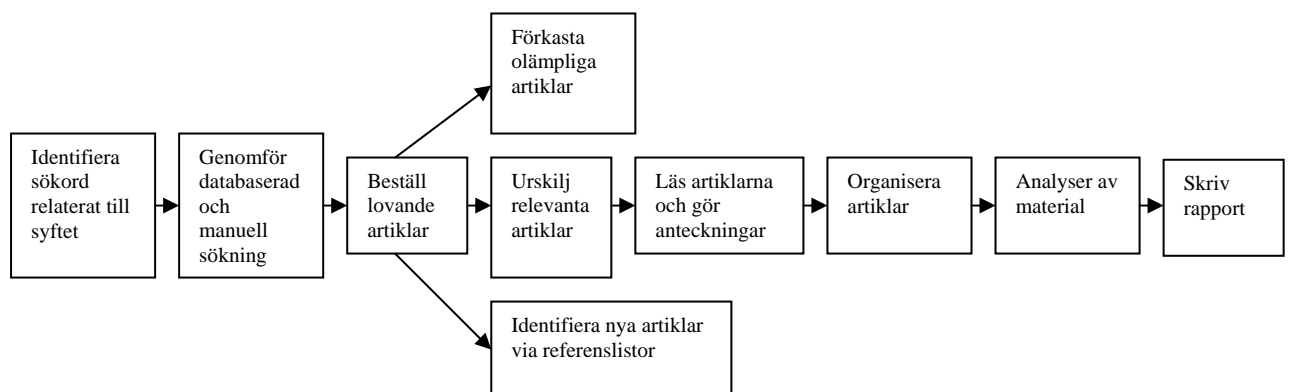 Förkasta
olämpliga
artiklar
Identifiera
sökord
relaterat till
syftet
Genomför
databaserad
och
manuell
sökning
Beställ
lovande
artiklar
Urskilj
relevanta
artiklar
Läs artiklarna
och gör
anteckningar
Organisera
artiklar
Analyser av
material
Skriv
rapport
Identifiera nya artiklar
via referenslistor